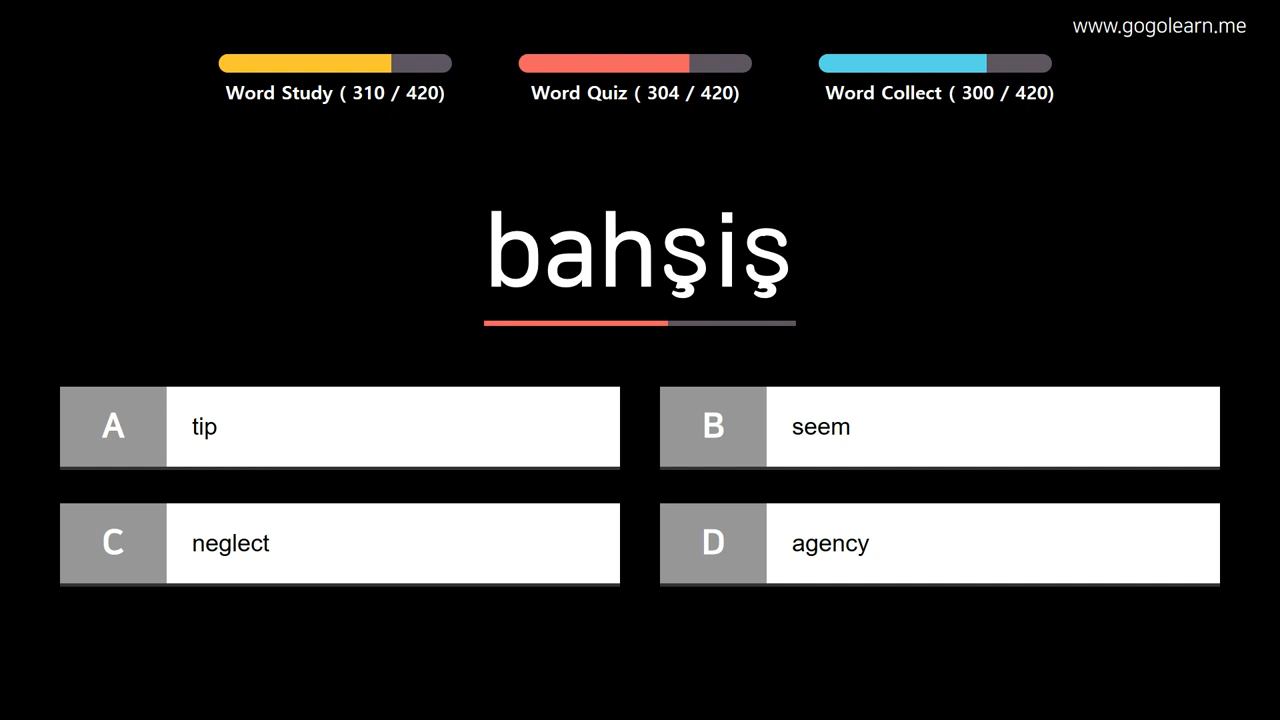 www.gogolearn.me
Word Study ( 310 / 420)
Word Quiz ( 304 / 420)
Word Collect ( 300 / 420)
bahşiş
A tip
B seem
C neglect
D agency